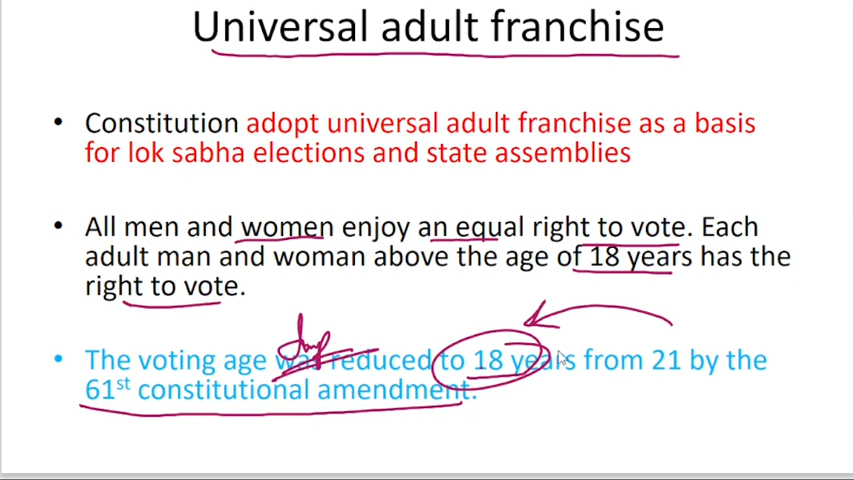 Universal adult franchise
• Constitution adopt universal adult franchise as a basis
for lok sabha elections and state assemblies
• All men and women enjoy an equal right to vote. Each
adult man and woman above the age of 18 years has the
right to vote.
• The voting age was reduced to 18 years from 21 by the
61st constitutional amendment.